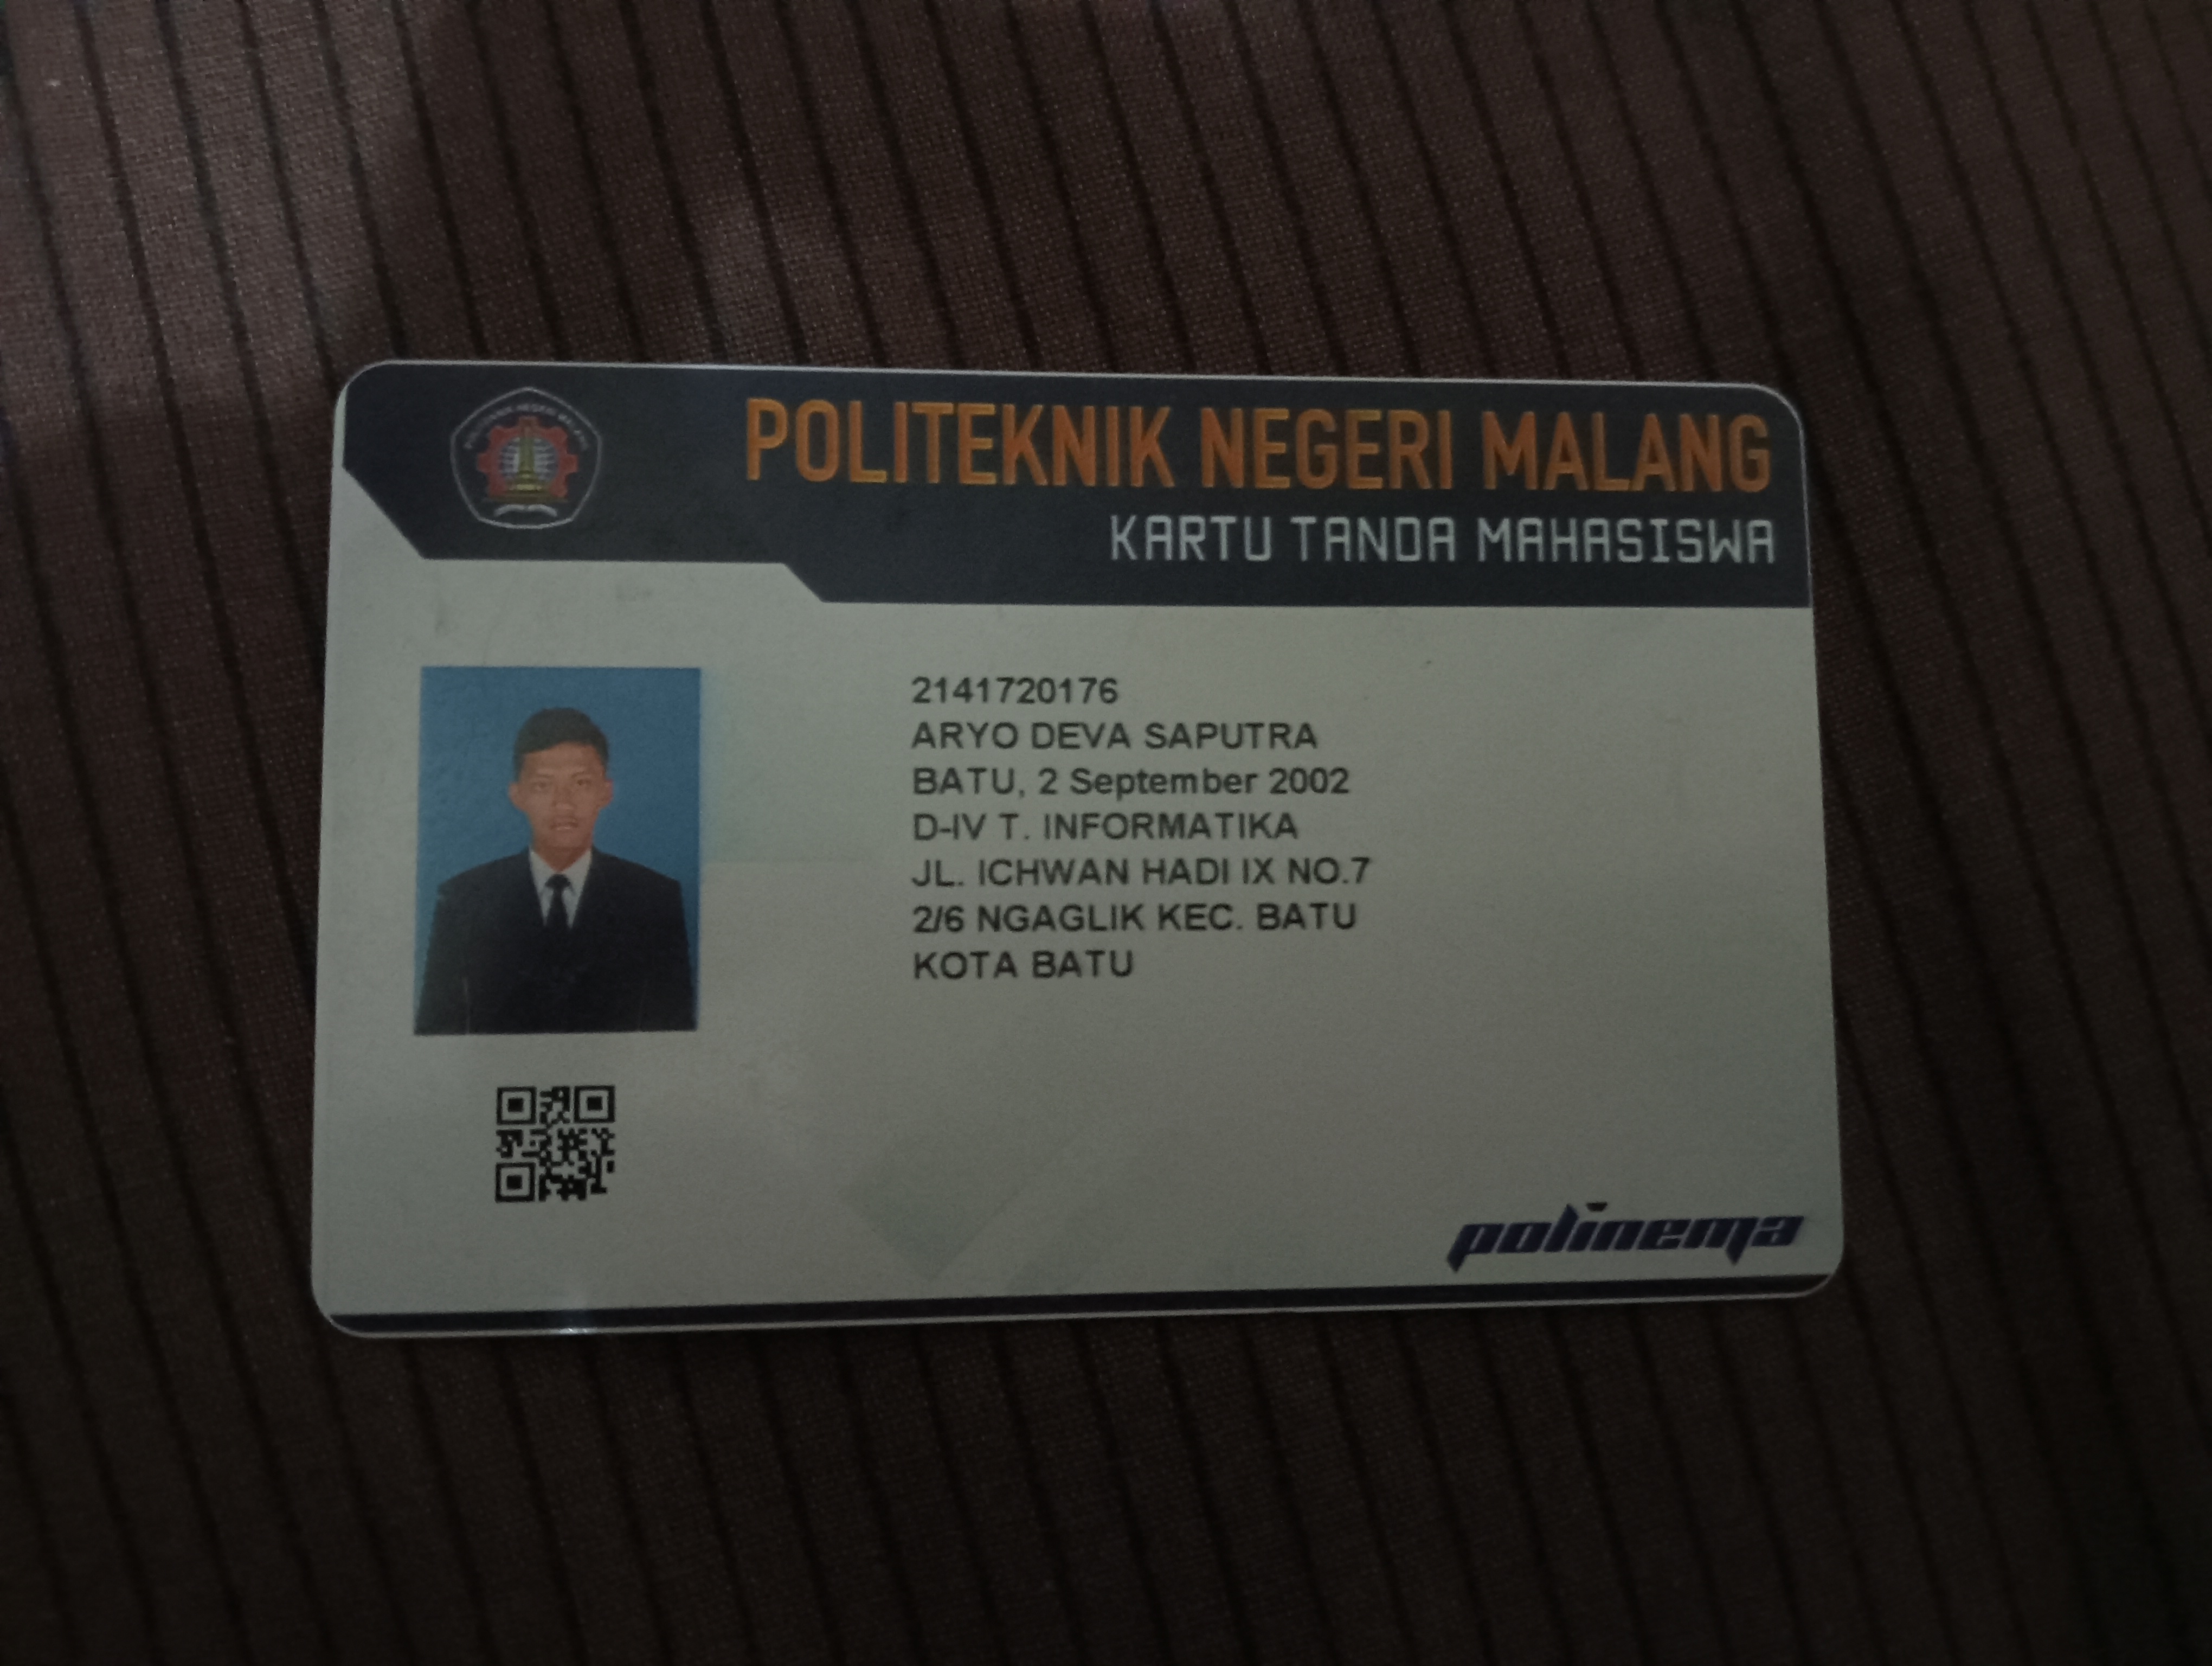 POLITEKNIK NEGERI MALANG
KARTU TANDA MAHASISWA
2141720176
ARYO DEVA SAPUTRA
BATU, 2 September 2002
D-IV T. INFORMATIKA
JL. ICHWAN HADI IX NO.7
2/6 NGAGLIK KEC. BATU
KOTA BATU
polinema